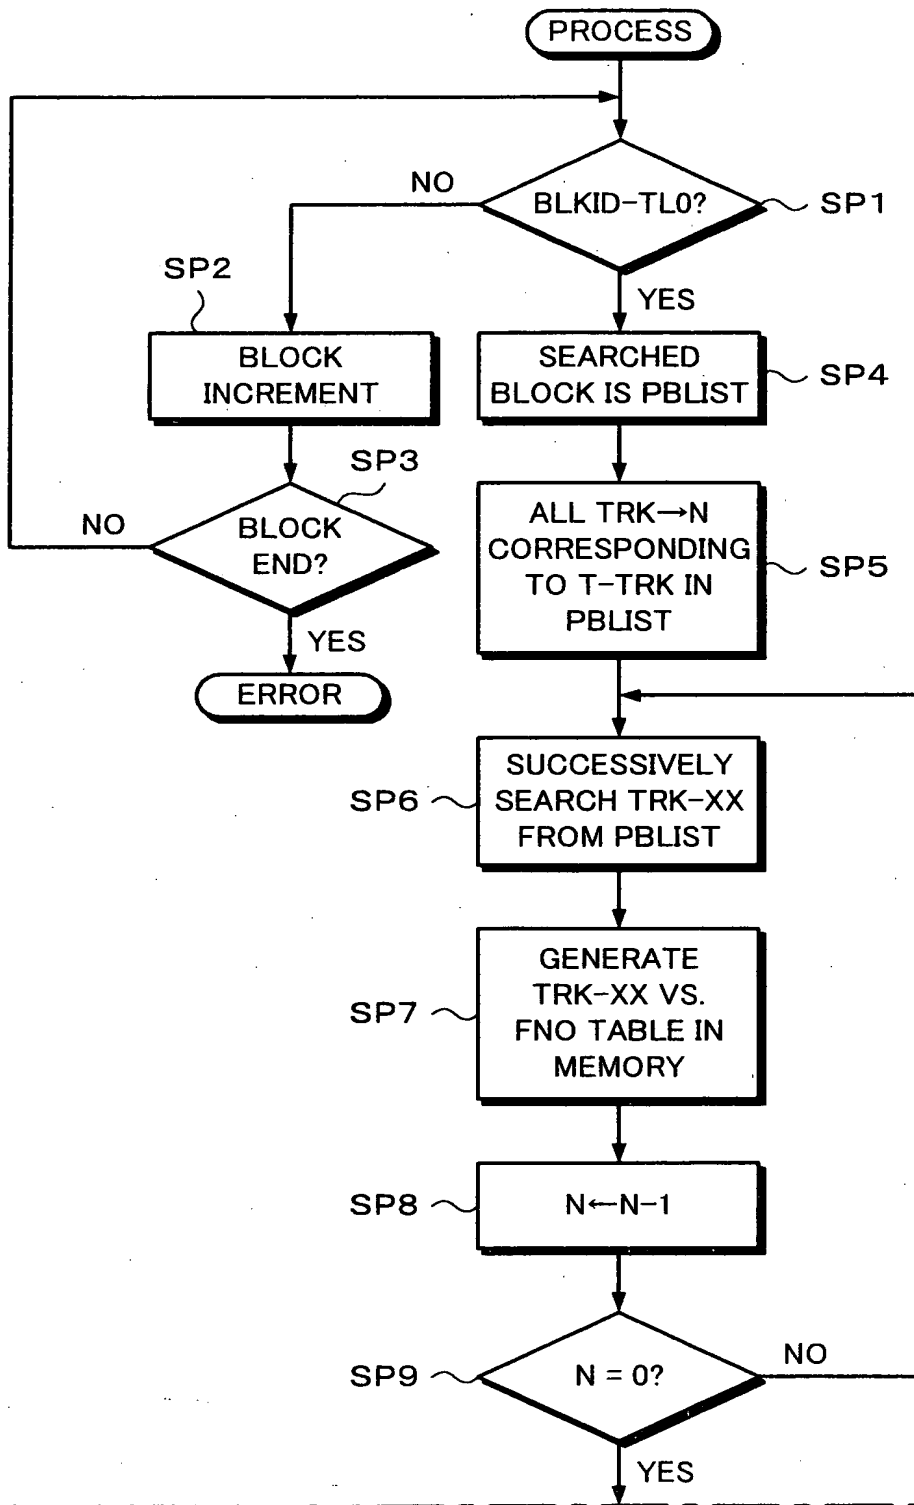 PROCESS
NO
BLKID-TL0?
SP1
SP2
YES
BLOCK
INCREMENT
SEARCHED
BLOCK IS PBLIST
SP4
SP3
NO
BLOCK
END?
ALL TRK→N
CORRESPONDING
TO T-TRK IN
PBLIST
SP5
YES
ERROR
SP6
SUCCESSIVELY
SEARCH TRK-XX
FROM PBLIST
SP7
GENERATE
TRK-XX VS.
FNO TABLE IN
MEMORY
SP8
N←N-1
SP9
N = 0?
NO
YES